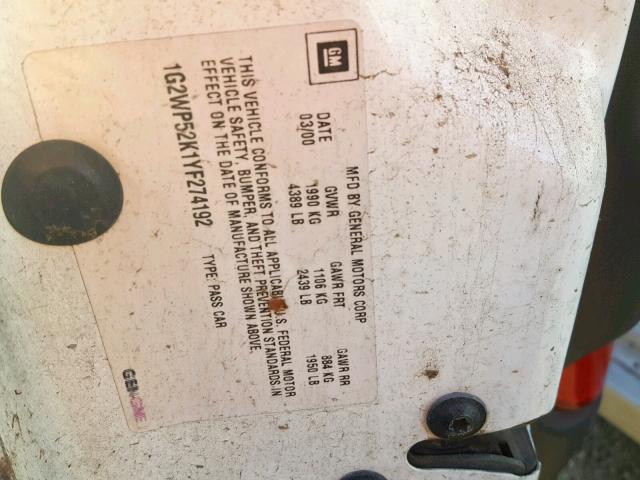 GM
MFD BY GENERAL MOTORS CORP
DATE GVWR GAWR FRT GAWR RR
03/00 1990 KG 1106 KG 884 KG
4389 LB 2439 LB 1950 LB
THIS VEHICLE CONFORMS TO ALL APPLICABLE U.S. FEDERAL MOTOR
VEHICLE SAFETY, BUMPER, AND THEFT PREVENTION STANDARDS IN
EFFECT ON THE DATE OF MANUFACTURE SHOWN ABOVE.
1G2WP52K1YF274192 TYPE: PASS CAR